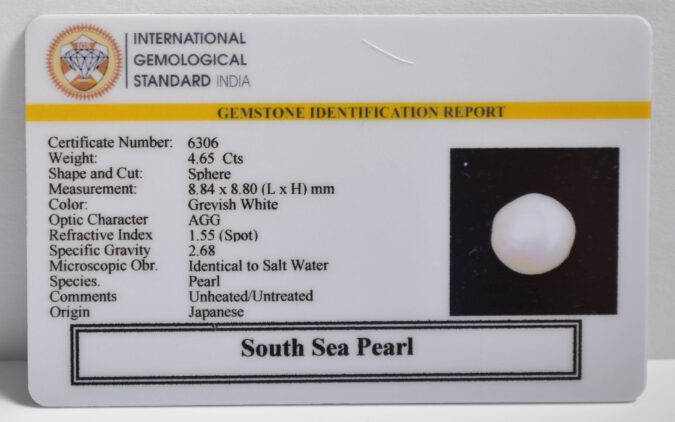 IGS
INTERNATIONAL
GEMOLOGICAL
STANDARD INDIA
GEMSTONE IDENTIFICATION REPORT
Certificate Number: 6306
Weight: 4.65 Cts
Shape and Cut: Sphere
Measurement: 8.84 x 8.80 (L x H) mm
Color: Greyish White
Optic Character AGG
Refractive Index 1.55 (Spot)
Specific Gravity 2.68
Microscopic Obr. Identical to Salt Water
Species. Pearl
Comments Unheated/Untreated
Origin Japanese
South Sea Pearl